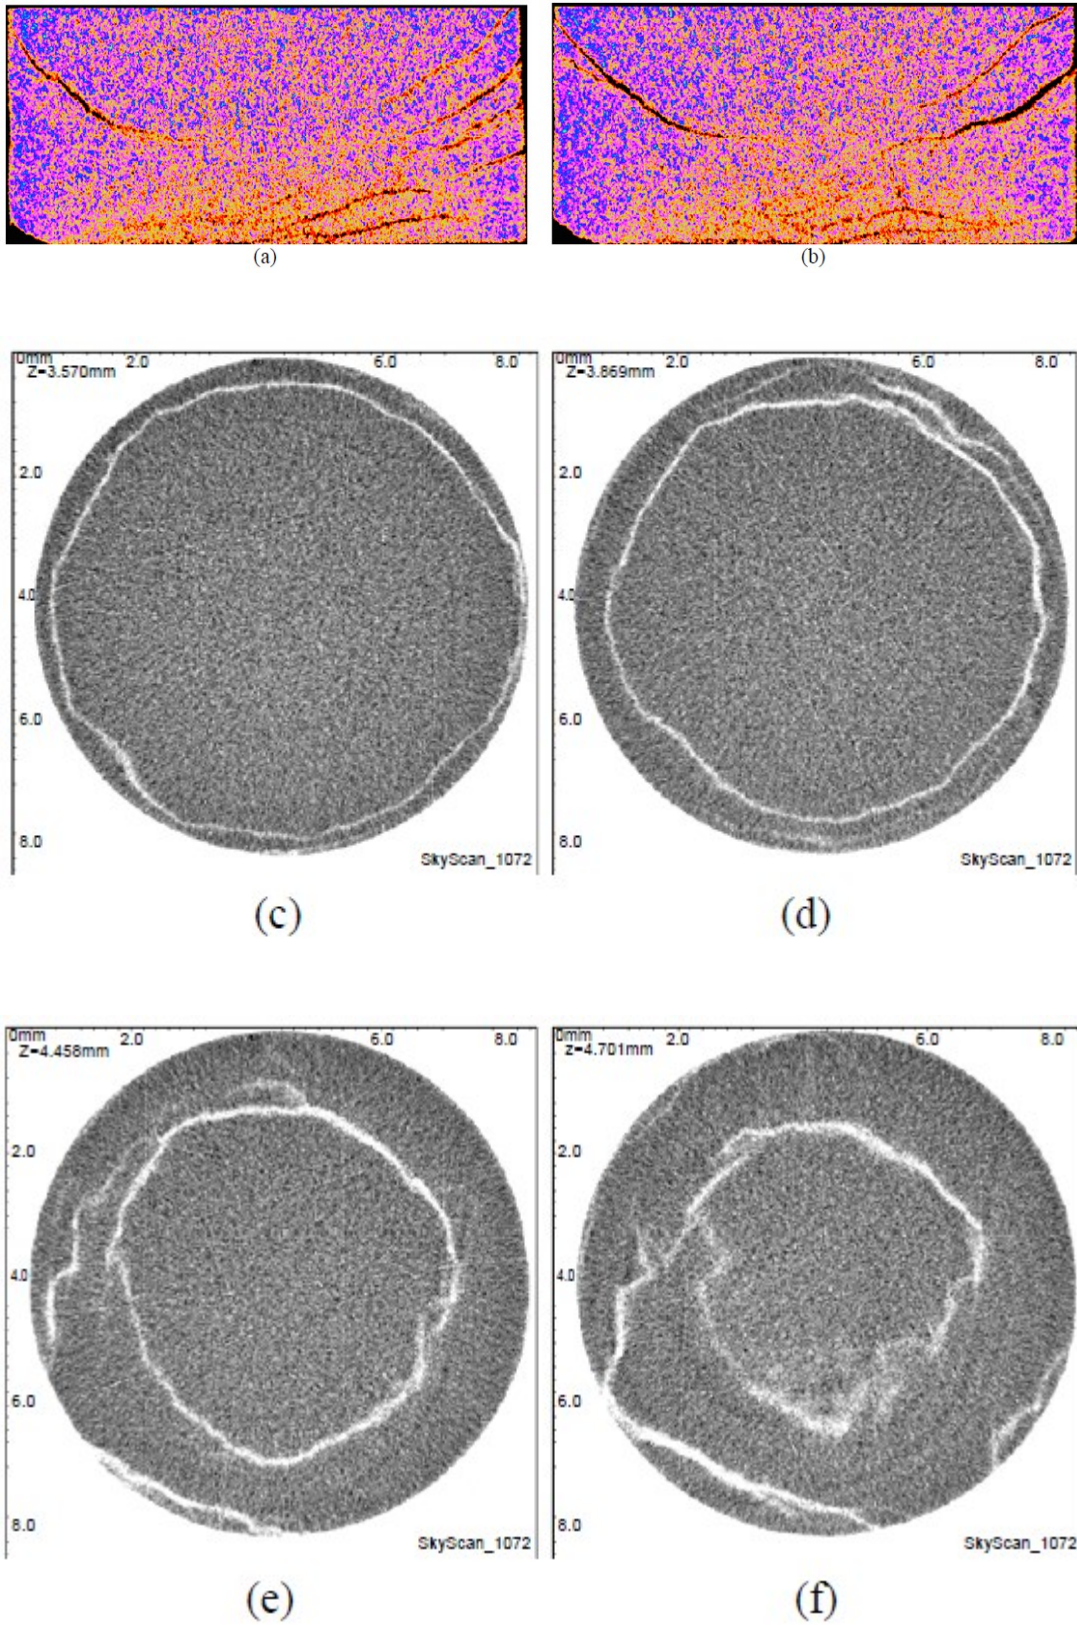 (a) (b)
0mm 2.0 6.0 8.0 0mm 2.0 6.0 8.0
Z=3.570mm Z=3.869mm
2.0 2.0
4.0 4.0
6.0 6.0
8.0 8.0
SkyScan_1072 SkyScan_1072
(c) (d)
0mm 2.0 6.0 8.0 0mm 2.0 6.0 8.0
Z=4.458mm Z=4.701mm
2.0 2.0
4.0 4.0
6.0 6.0
8.0 8.0
SkyScan_1072 SkyScan_1072
(e) (f)